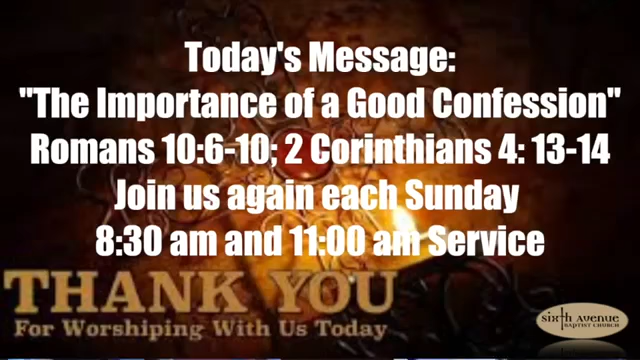 Today's Message:
"The Importance of a Good Confession"
Romans 10:6-10; 2 Corinthians 4: 13-14
Join us again each Sunday
8:30 am and 11:00 am Service
THANK YOU
For Worshiping With Us Today
sixth Avenue
BAPTIST CHURCH